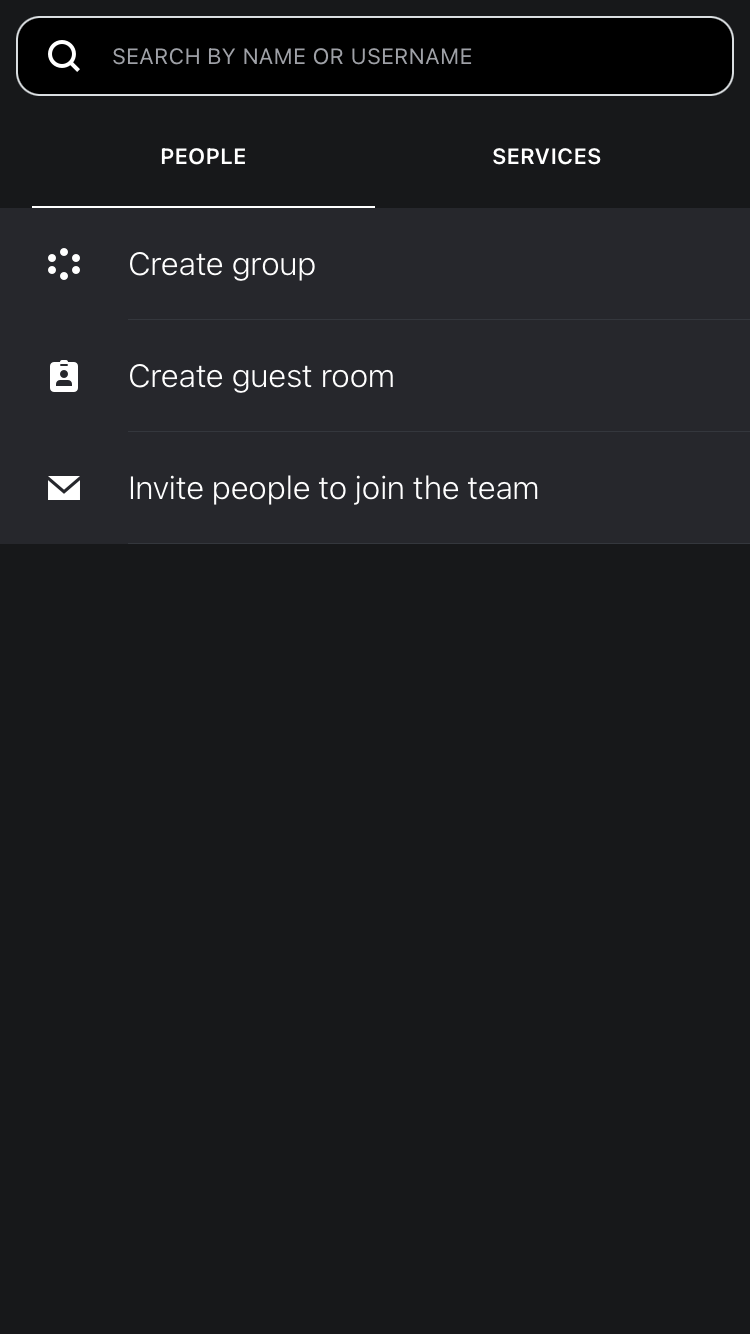 SEARCH BY NAME OR USERNAME
PEOPLE SERVICES
Create group
Create guest room
Invite people to join the team